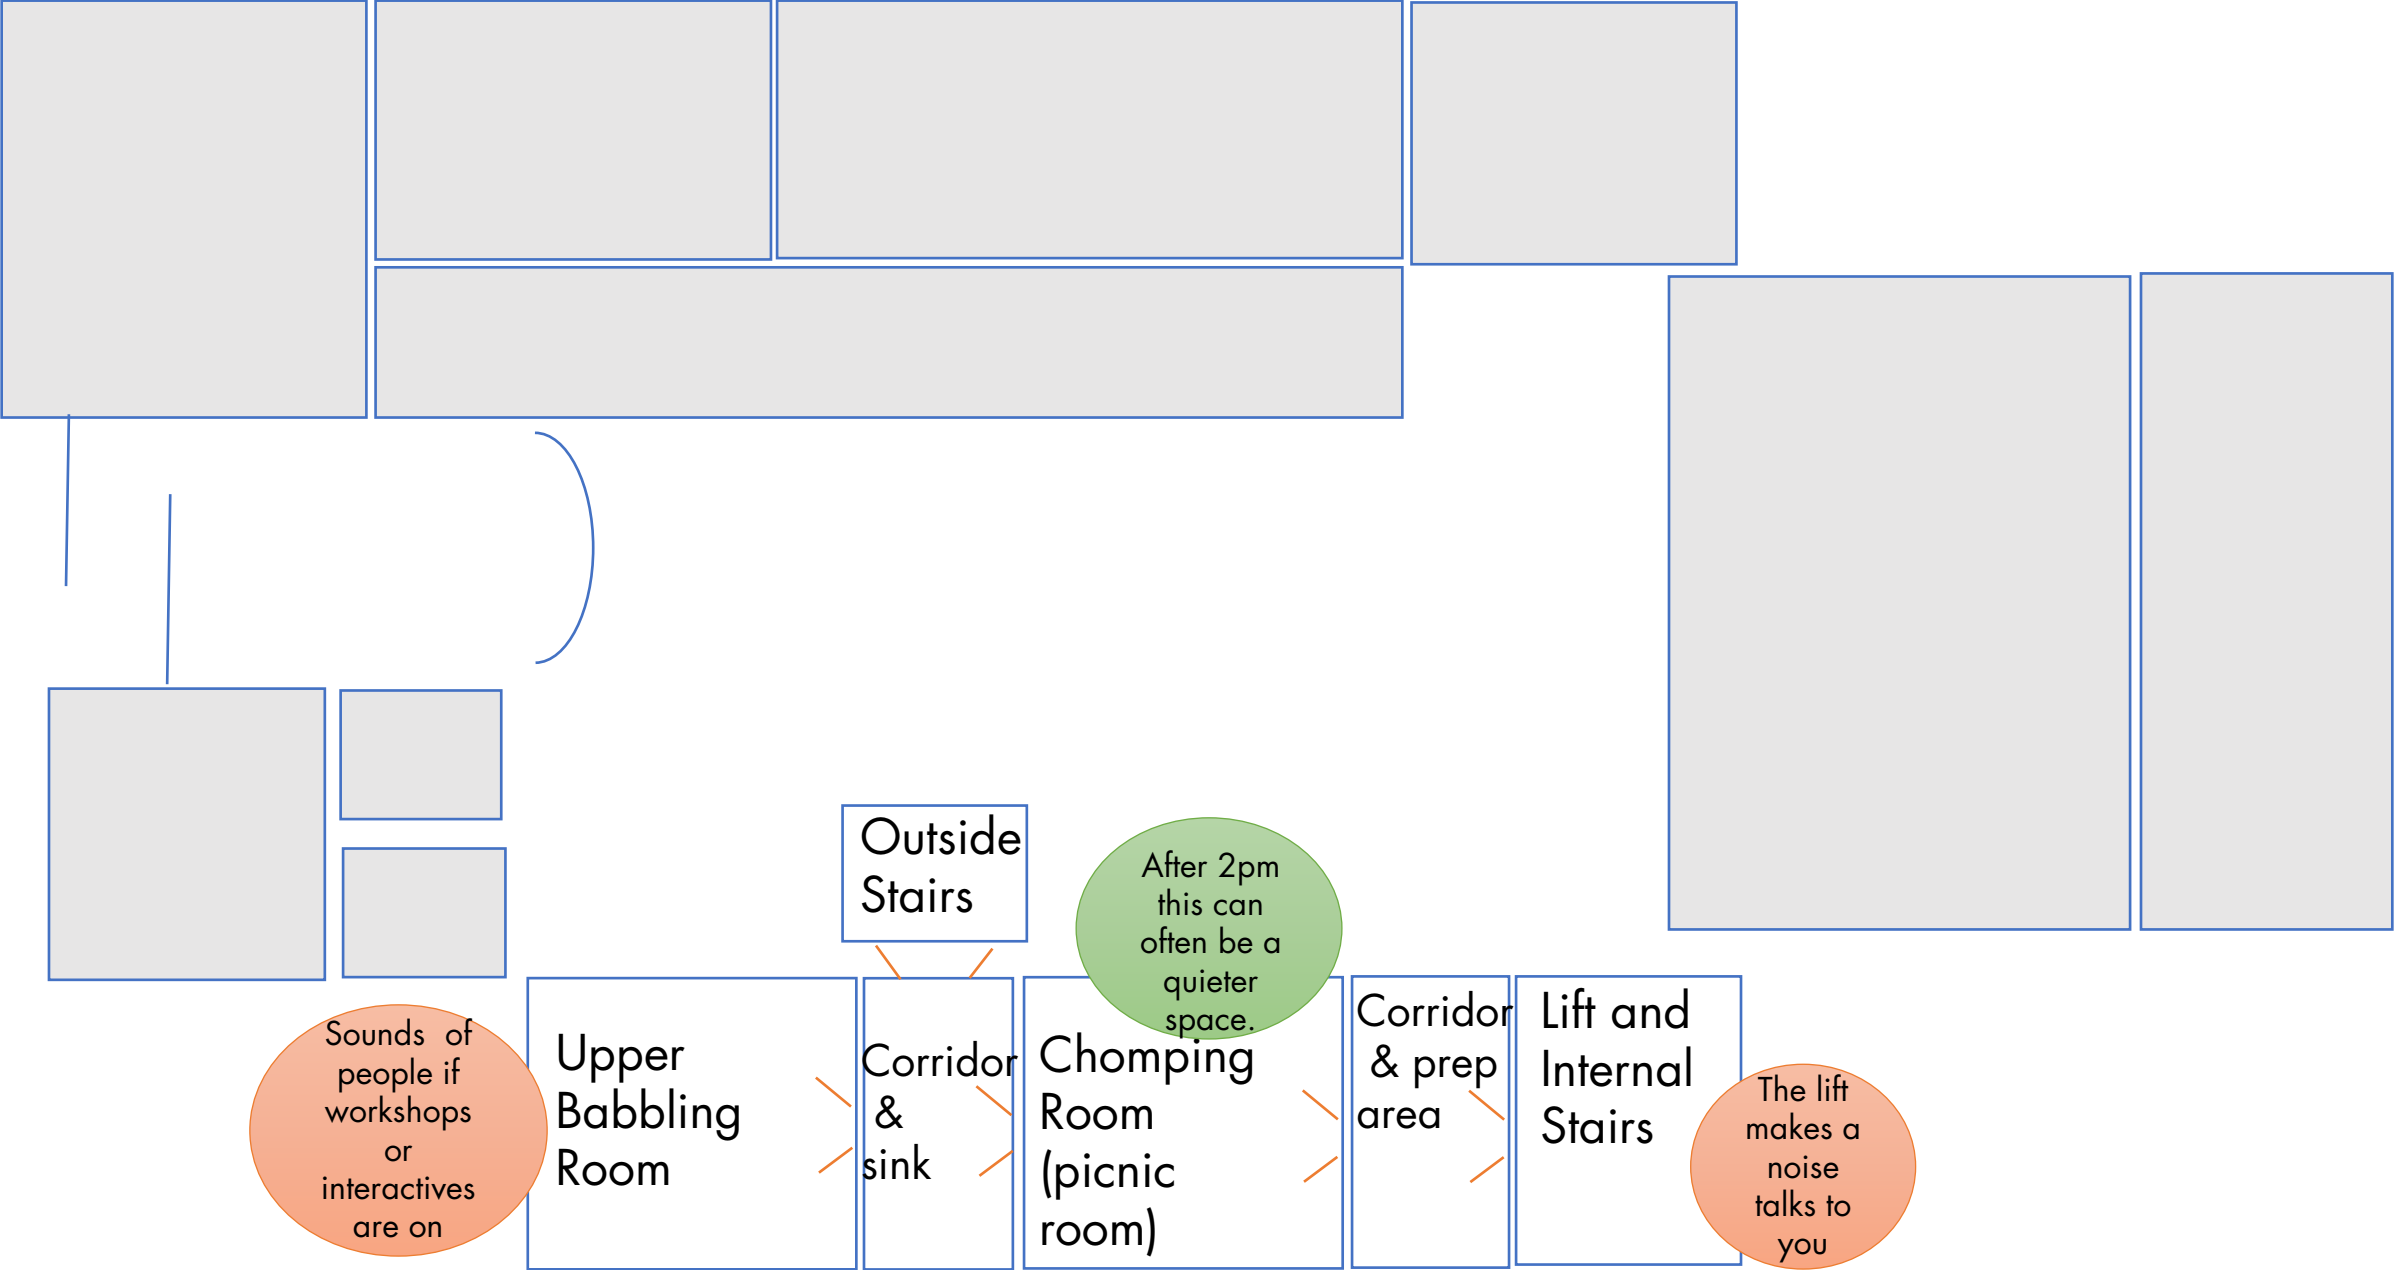 Outside
Stairs
After 2pm
this can
often be a
quieter
space.
Sounds  of
people if
workshops
or
interactives
are on
Upper
Babbling
Room
Corridor
&
sink
Chomping
Room
(picnic
room)
Corridor
& prep
area
Lift and
Internal
Stairs
The lift
makes a
noise
talks to
you